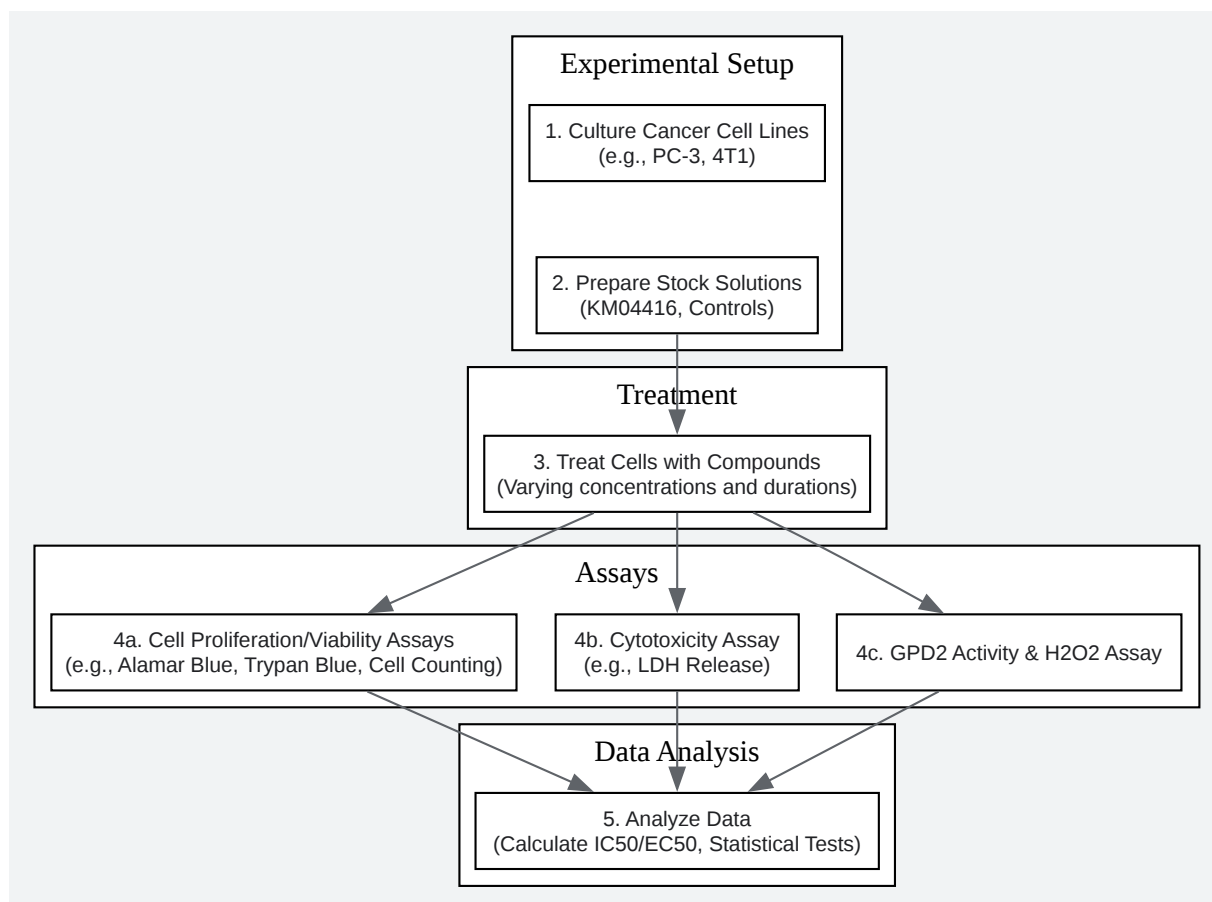 Experimental Setup
1. Culture Cancer Cell Lines
(e.g., PC-3, 4T1)
2. Prepare Stock Solutions
(KM04416, Controls)
Treatment
3. Treat Cells with Compounds
(Varying concentrations and durations)
Assays
4a. Cell Proliferation/Viability Assays
(e.g., Alamar Blue, Trypan Blue, Cell Counting)
4b. Cytotoxicity Assay
(e.g., LDH Release)
4c. GPD2 Activity & H2O2 Assay
Data Analysis
5. Analyze Data
(Calculate IC50/EC50, Statistical Tests)